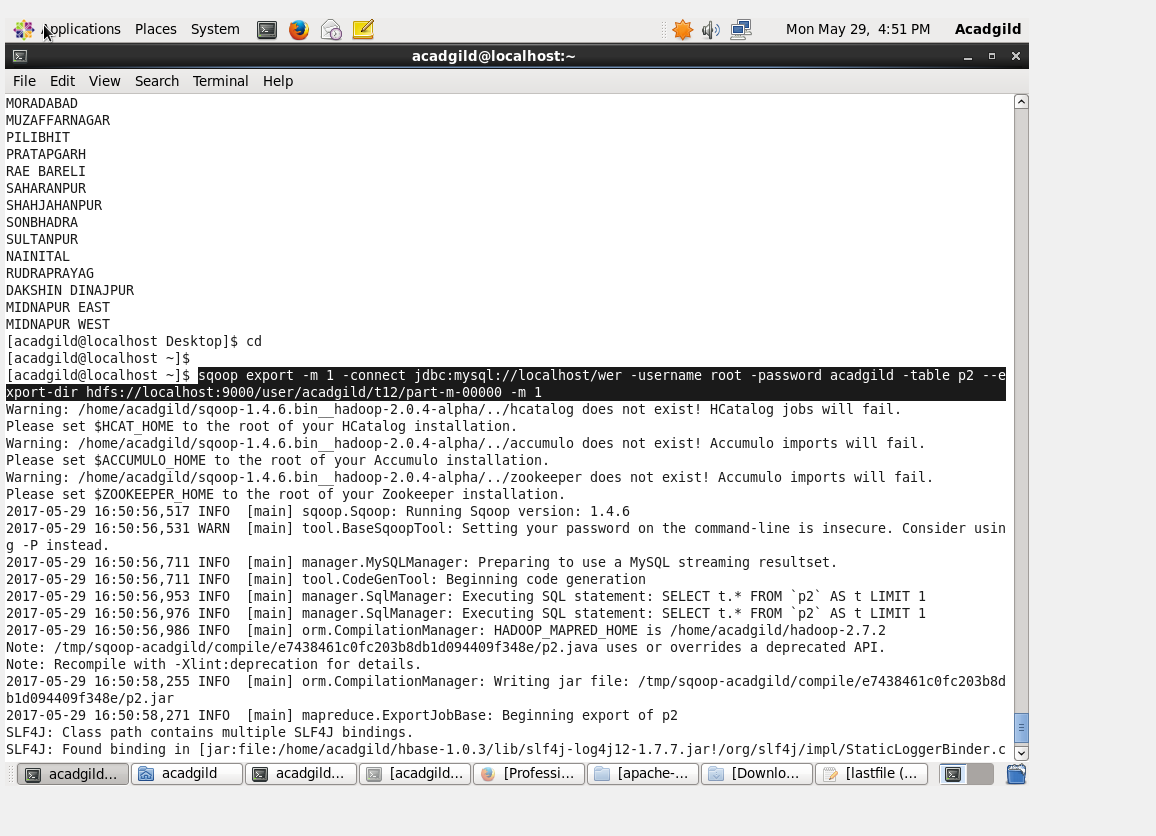 Applications Places System Mon May 29, 4:51 PM Acadgild
acadgild@localhost:~
File Edit View Search Terminal Help
MORADABAD
MUZAFFARNAGAR
PILIBHIT
PRATAPGARH
RAE BARELI
SAHARANPUR
SHAHJAHANPUR
SONBHADRA
SULTANPUR
NAINITAL
RUDRAPRAYAG
DAKSHIN DINAJPUR
MIDNAPUR EAST
MIDNAPUR WEST
[acadgild@localhost Desktop]$ cd
[acadgild@localhost ~]$
[acadgild@localhost ~]$ sqoop export -m 1 -connect jdbc:mysql://localhost/wer -username root -password acadgild -table p2 --e
xport-dir hdfs://localhost:9000/user/acadgild/t12/part-m-00000 -m 1
Warning: /home/acadgild/sqoop-1.4.6.bin__hadoop-2.0.4-alpha/../hcatalog does not exist! HCatalog jobs will fail.
Please set $HCAT_HOME to the root of your HCatalog installation.
Warning: /home/acadgild/sqoop-1.4.6.bin__hadoop-2.0.4-alpha/../accumulo does not exist! Accumulo imports will fail.
Please set $ACCUMULO_HOME to the root of your Accumulo installation.
Warning: /home/acadgild/sqoop-1.4.6.bin__hadoop-2.0.4-alpha/../zookeeper does not exist! Accumulo imports will fail.
Please set $ZOOKEEPER_HOME to the root of your Zookeeper installation.
2017-05-29 16:50:56,517 INFO  [main] sqoop.Sqoop: Running Sqoop version: 1.4.6
2017-05-29 16:50:56,531 WARN  [main] tool.BaseSqoopTool: Setting your password on the command-line is insecure. Consider usin
g -P instead.
2017-05-29 16:50:56,711 INFO  [main] manager.MySQLManager: Preparing to use a MySQL streaming resultset.
2017-05-29 16:50:56,711 INFO  [main] tool.CodeGenTool: Beginning code generation
2017-05-29 16:50:56,953 INFO  [main] manager.SqlManager: Executing SQL statement: SELECT t.* FROM `p2` AS t LIMIT 1
2017-05-29 16:50:56,976 INFO  [main] manager.SqlManager: Executing SQL statement: SELECT t.* FROM `p2` AS t LIMIT 1
2017-05-29 16:50:56,986 INFO  [main] orm.CompilationManager: HADOOP_MAPRED_HOME is /home/acadgild/hadoop-2.7.2
Note: /tmp/sqoop-acadgild/compile/e7438461c0fc203b8db1d094409f348e/p2.java uses or overrides a deprecated API.
Note: Recompile with -Xlint:deprecation for details.
2017-05-29 16:50:58,255 INFO  [main] orm.CompilationManager: Writing jar file: /tmp/sqoop-acadgild/compile/e7438461c0fc203b8d
b1d094409f348e/p2.jar
2017-05-29 16:50:58,271 INFO  [main] mapreduce.ExportJobBase: Beginning export of p2
SLF4J: Class path contains multiple SLF4J bindings.
SLF4J: Found binding in [jar:file:/home/acadgild/hbase-1.0.3/lib/slf4j-log4j12-1.7.7.jar!/org/slf4j/impl/StaticLoggerBinder.c
acadgild... acadgild acadgild... [acadgild... [Professi... [apache-... [Downlo... [lastfile (...